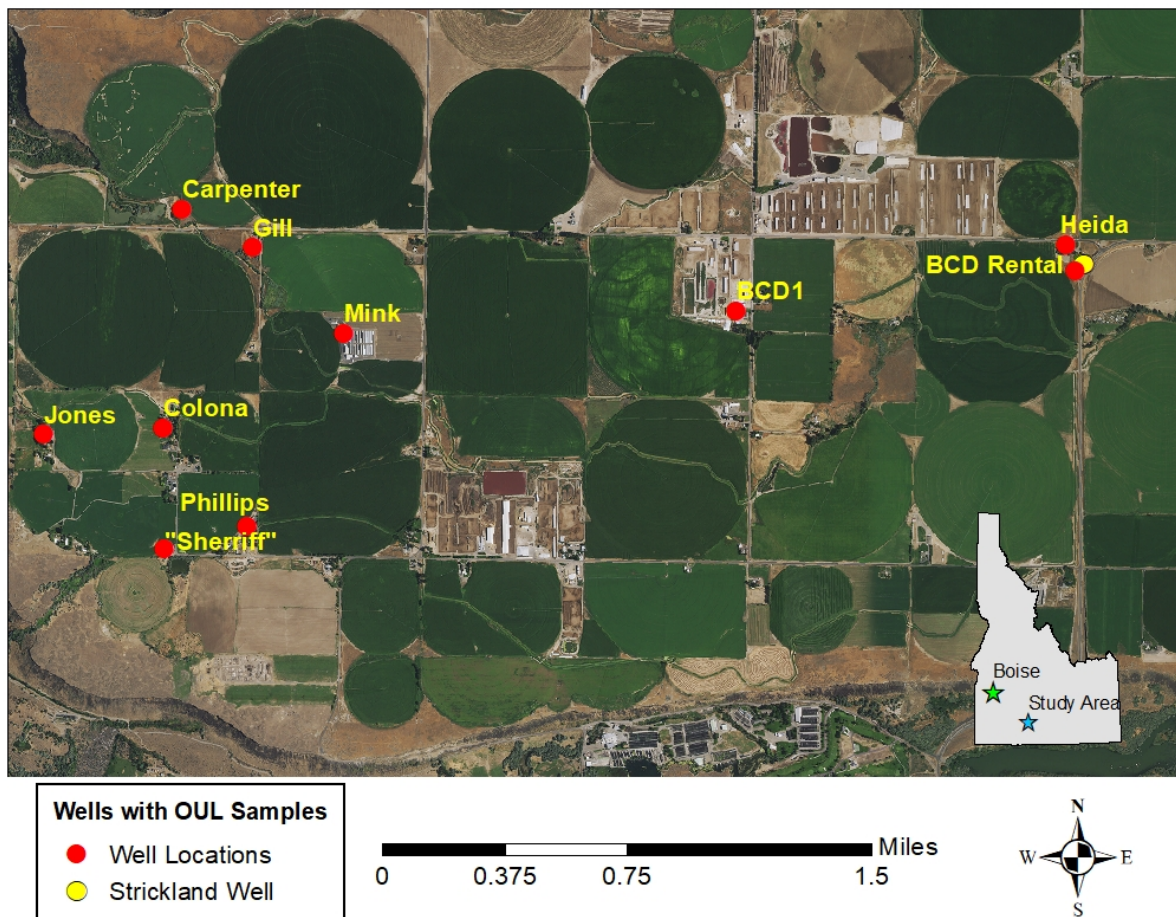 Carpenter
Gill
Heida
BCD Rental
BCD1
Mink
Jones
Colona
Phillips
"Sherriff"
Boise
Study Area
Wells with OUL Samples
Well Locations
Strickland Well
Miles
0 0.375 0.75 1.5
N
W E
S